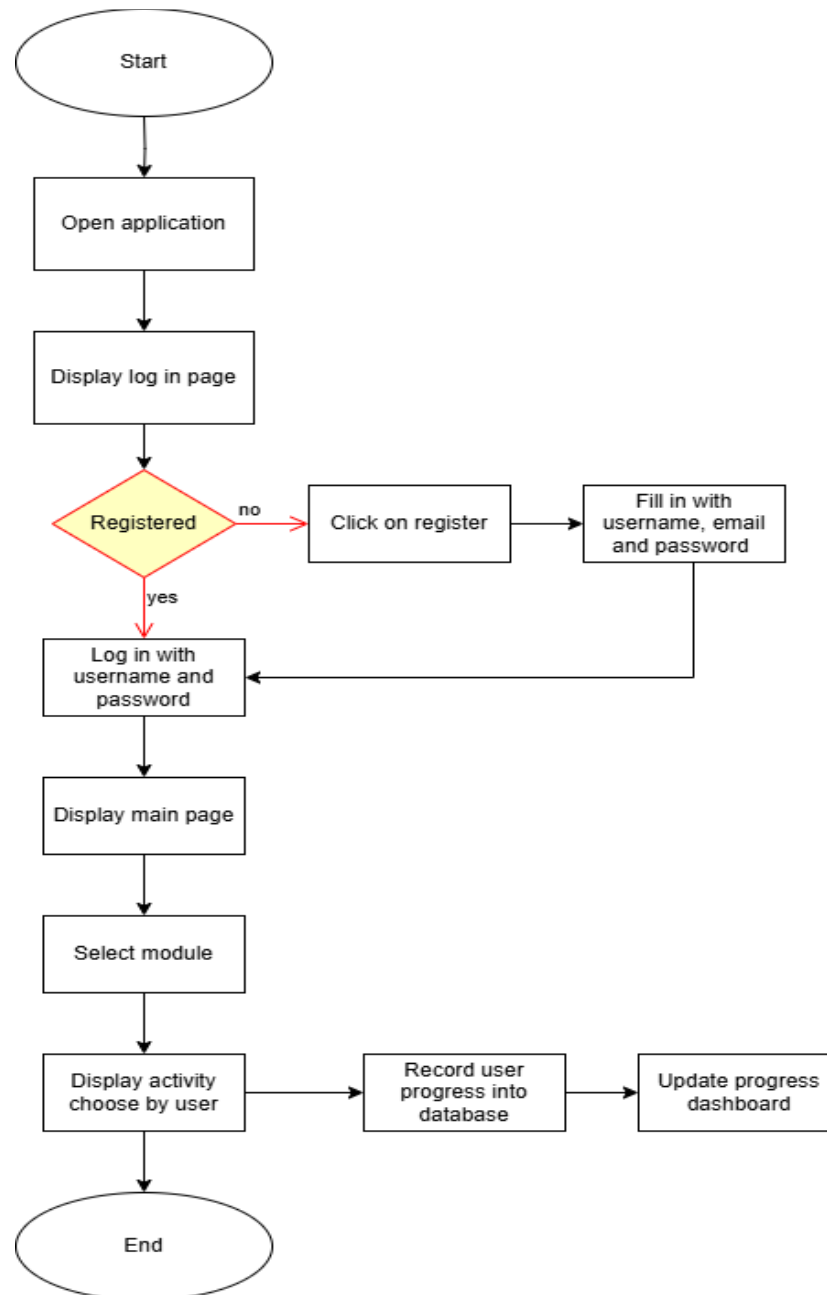 Start
Open application
Display log in page
Registered
no
Click on register
Fill in with
username, email
and password
yes
Log in with
username and
password
Display main page
Select module
Display activity
choose by user
Record user
progress into
database
Update progress
dashboard
End